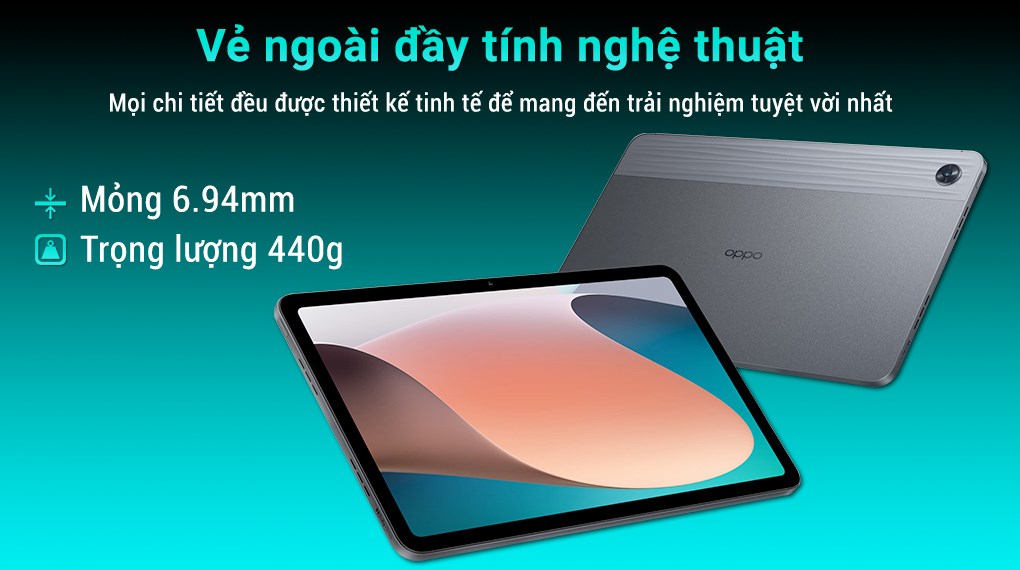 Vẻ ngoài đầy tính nghệ thuật
Mọi chi tiết đều được thiết kế tinh tế để mang đến trải nghiệm tuyệt vời nhất
Mỏng 6.94mm
Trọng lượng 440g
oppo